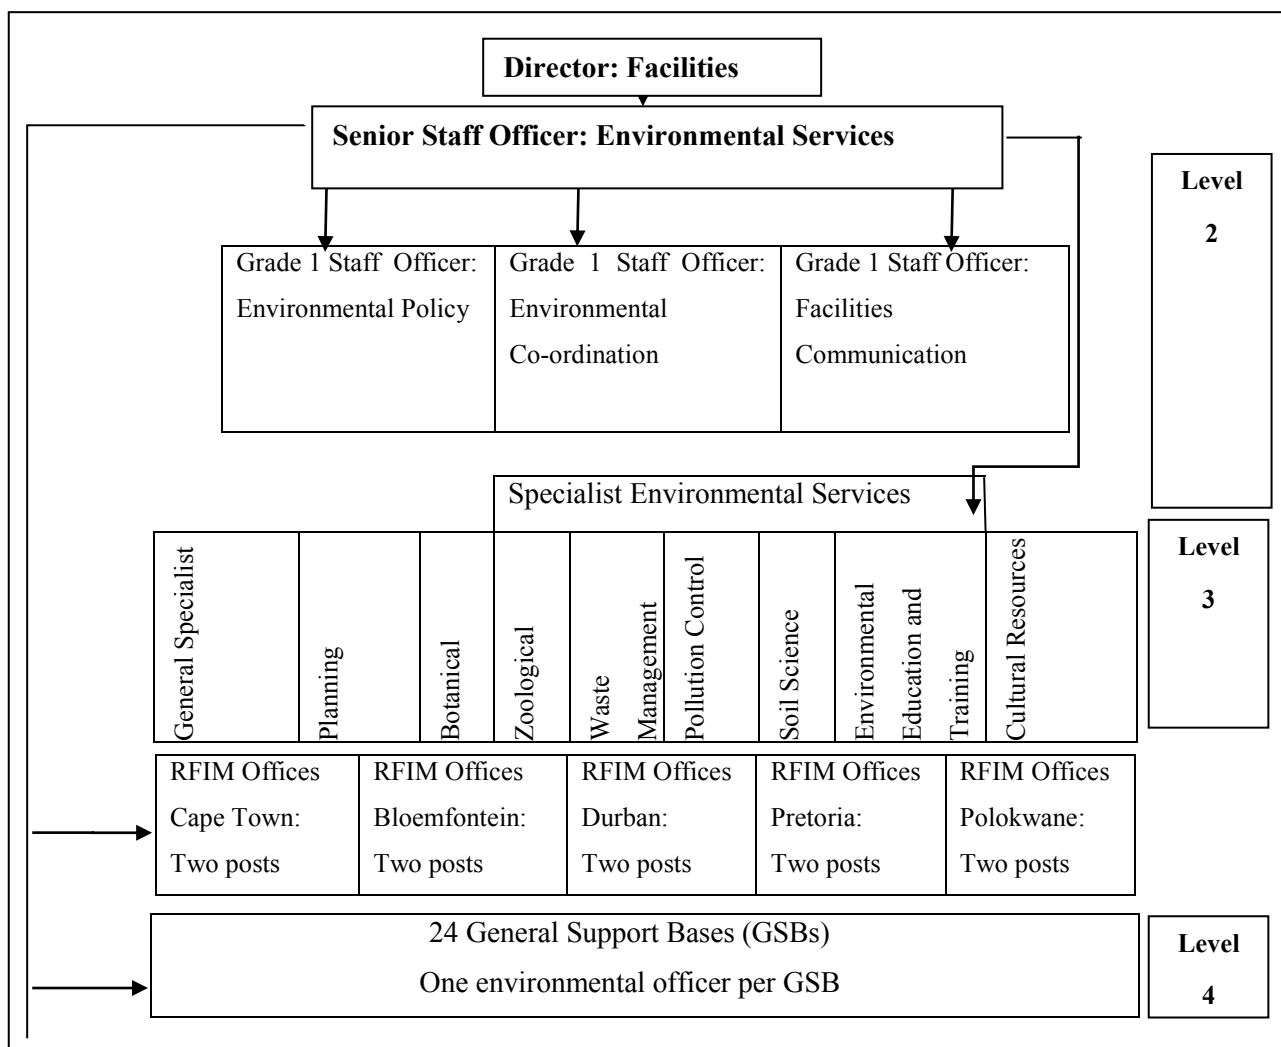 Director: Facilities
Senior Staff Officer: Environmental Services
Level
2
Grade 1 Staff Officer:
Environmental Policy
Grade 1 Staff Officer:
Environmental
Co-ordination
Grade 1 Staff Officer:
Facilities
Communication
Specialist Environmental Services
Level
3
General Specialist
Planning
Botanical
Zoological
Waste
Management
Pollution Control
Soil Science
Environmental
Education and
Training
Cultural Resources
RFIM Offices
Cape Town:
Two posts
RFIM Offices
Bloemfontein:
Two posts
RFIM Offices
Durban:
Two posts
RFIM Offices
Pretoria:
Two posts
RFIM Offices
Polokwane:
Two posts
24 General Support Bases (GSBs)
One environmental officer per GSB
Level
4